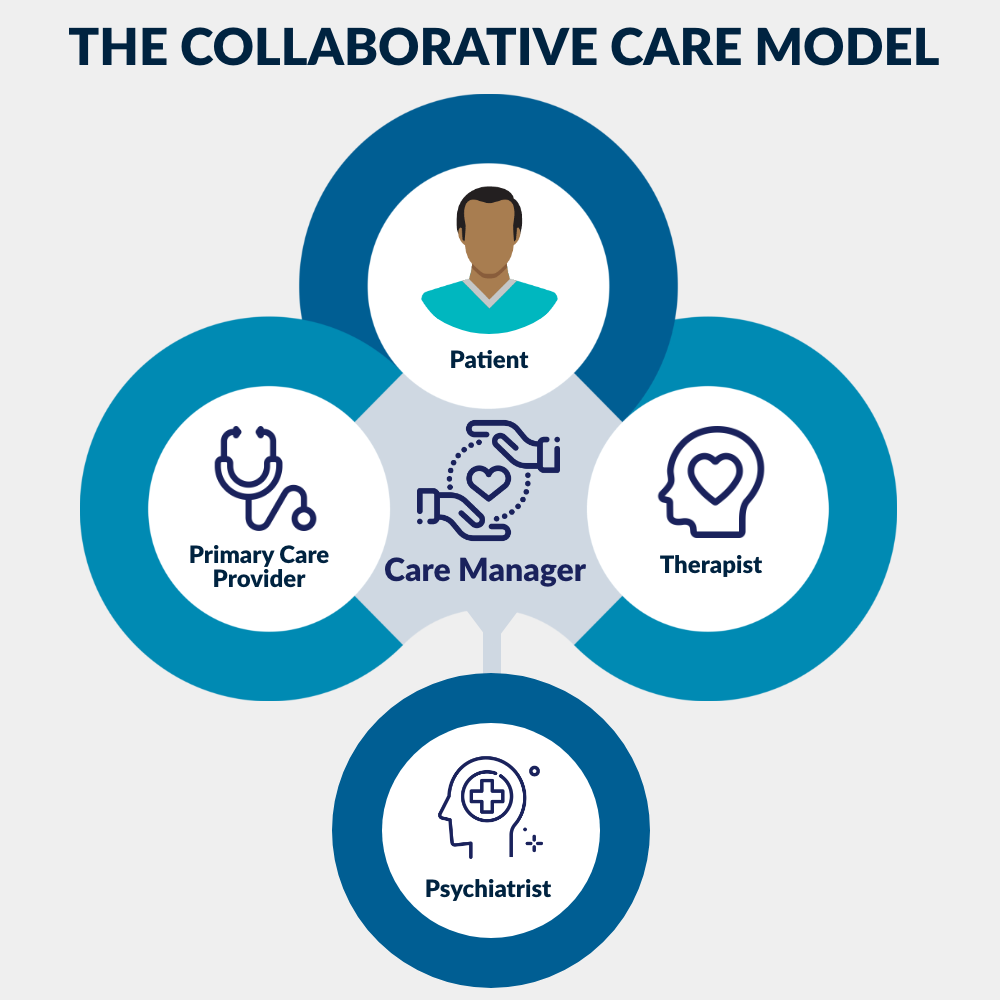 THE COLLABORATIVE CARE MODEL
Patient
Primary Care
Provider
Care Manager
Therapist
Psychiatrist